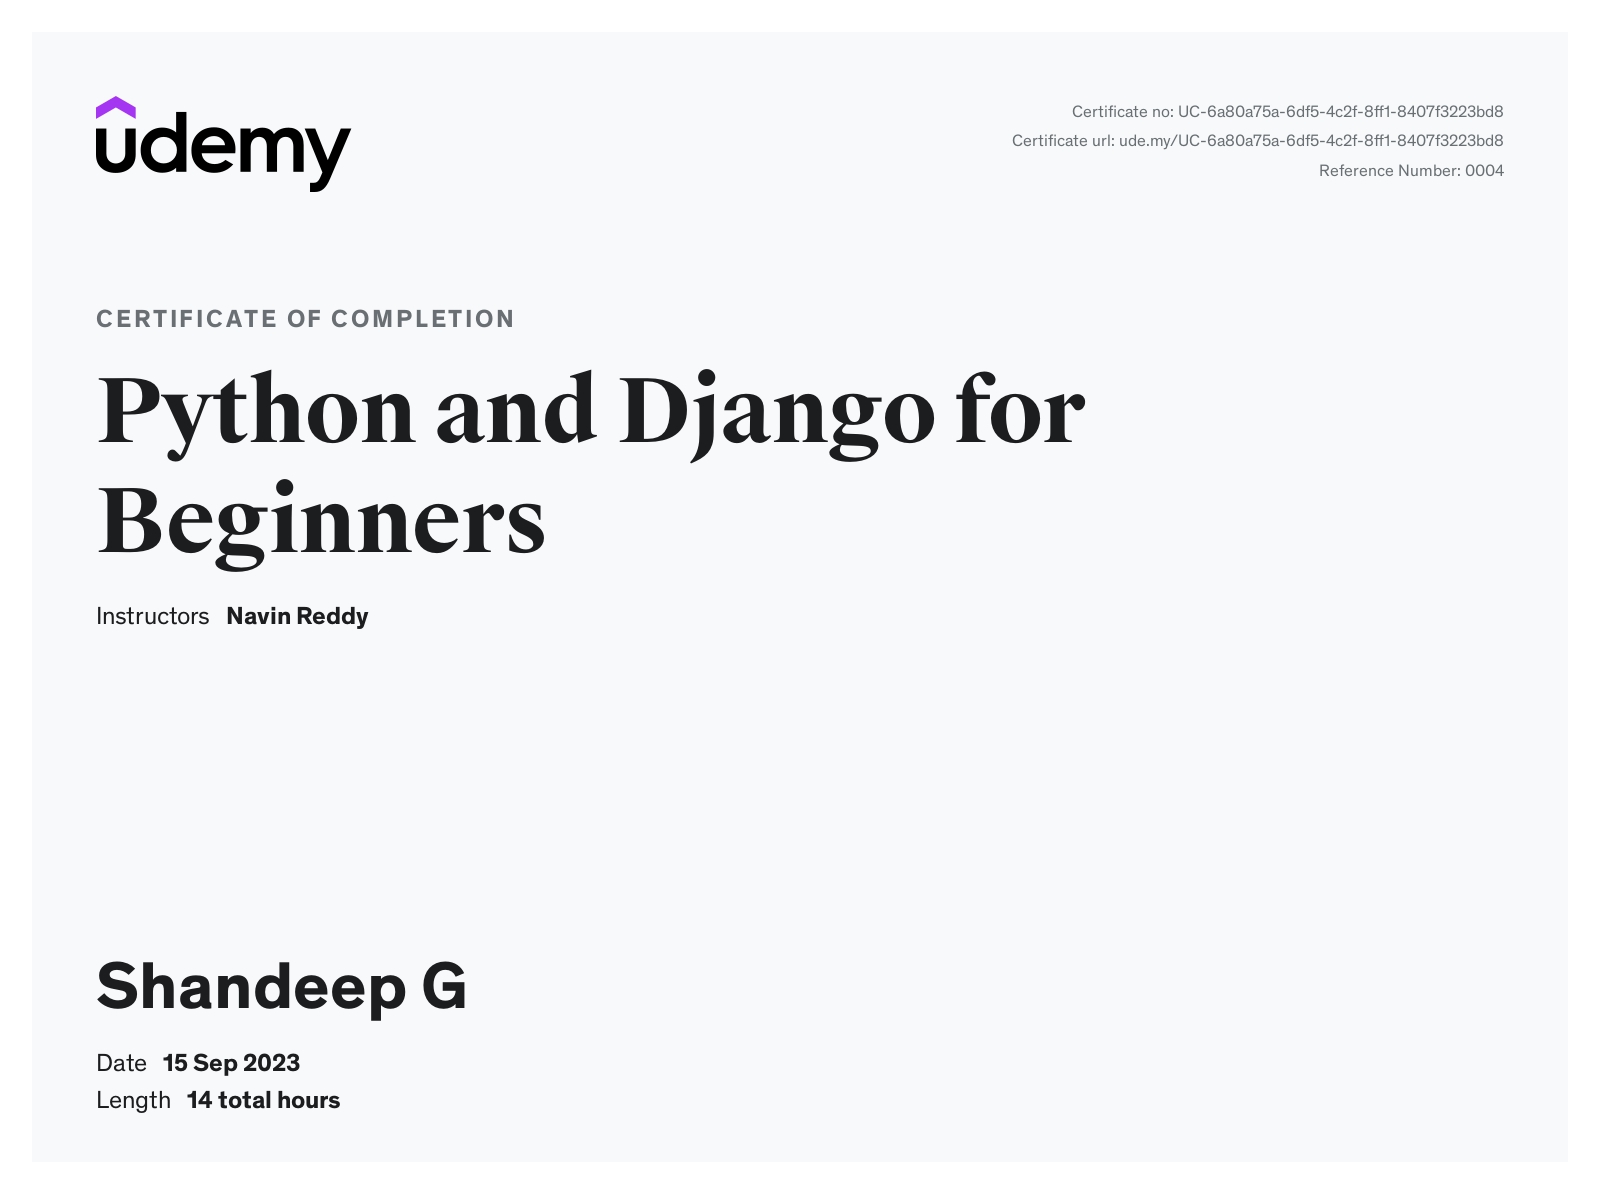 udemy
Certificate no: UC-6a80a75a-6df5-4c2f-8ff1-8407f3223bd8
Certificate url: ude.my/UC-6a80a75a-6df5-4c2f-8ff1-8407f3223bd8
Reference Number: 0004
CERTIFICATE OF COMPLETION
Python and Django for
Beginners
Instructors Navin Reddy
Shandeep G
Date 15 Sep 2023
Length 14 total hours